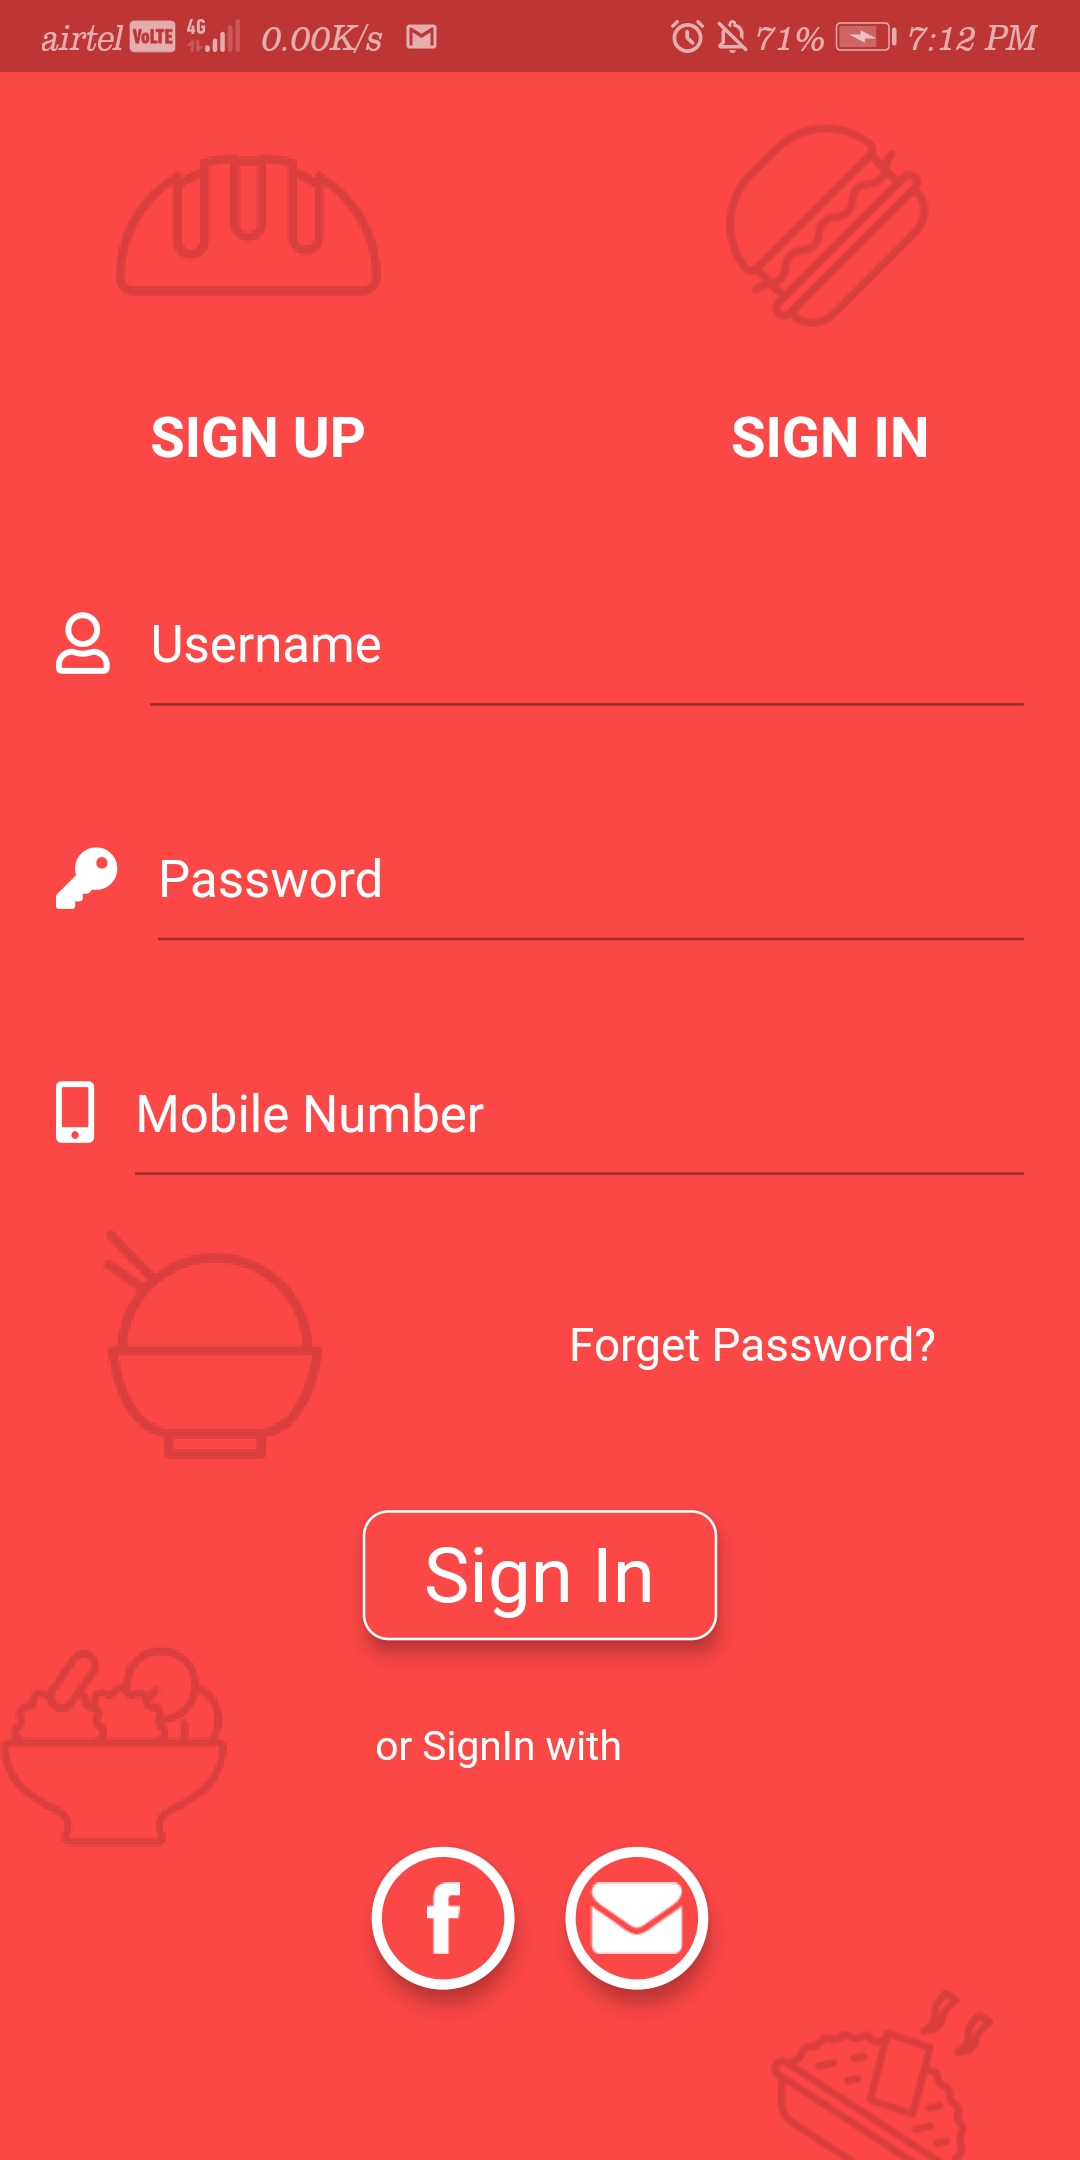 airtel VoLTE 4G 0.00K/s 71% 7:12 PM
SIGN UP SIGN IN
Username
Password
Mobile Number
Forget Password?
Sign In
or SignIn with
f